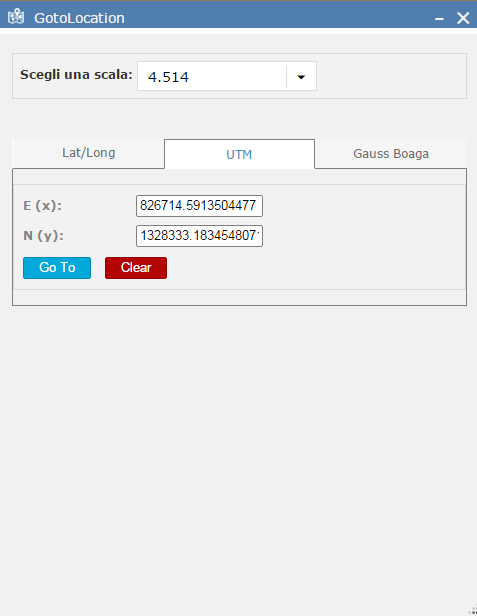 GotoLocation
Scegli una scala: 4.514
Lat/Long UTM Gauss Boaga
E (x): 826714.5913504477
N (y): 1328333.183454807
Go To Clear